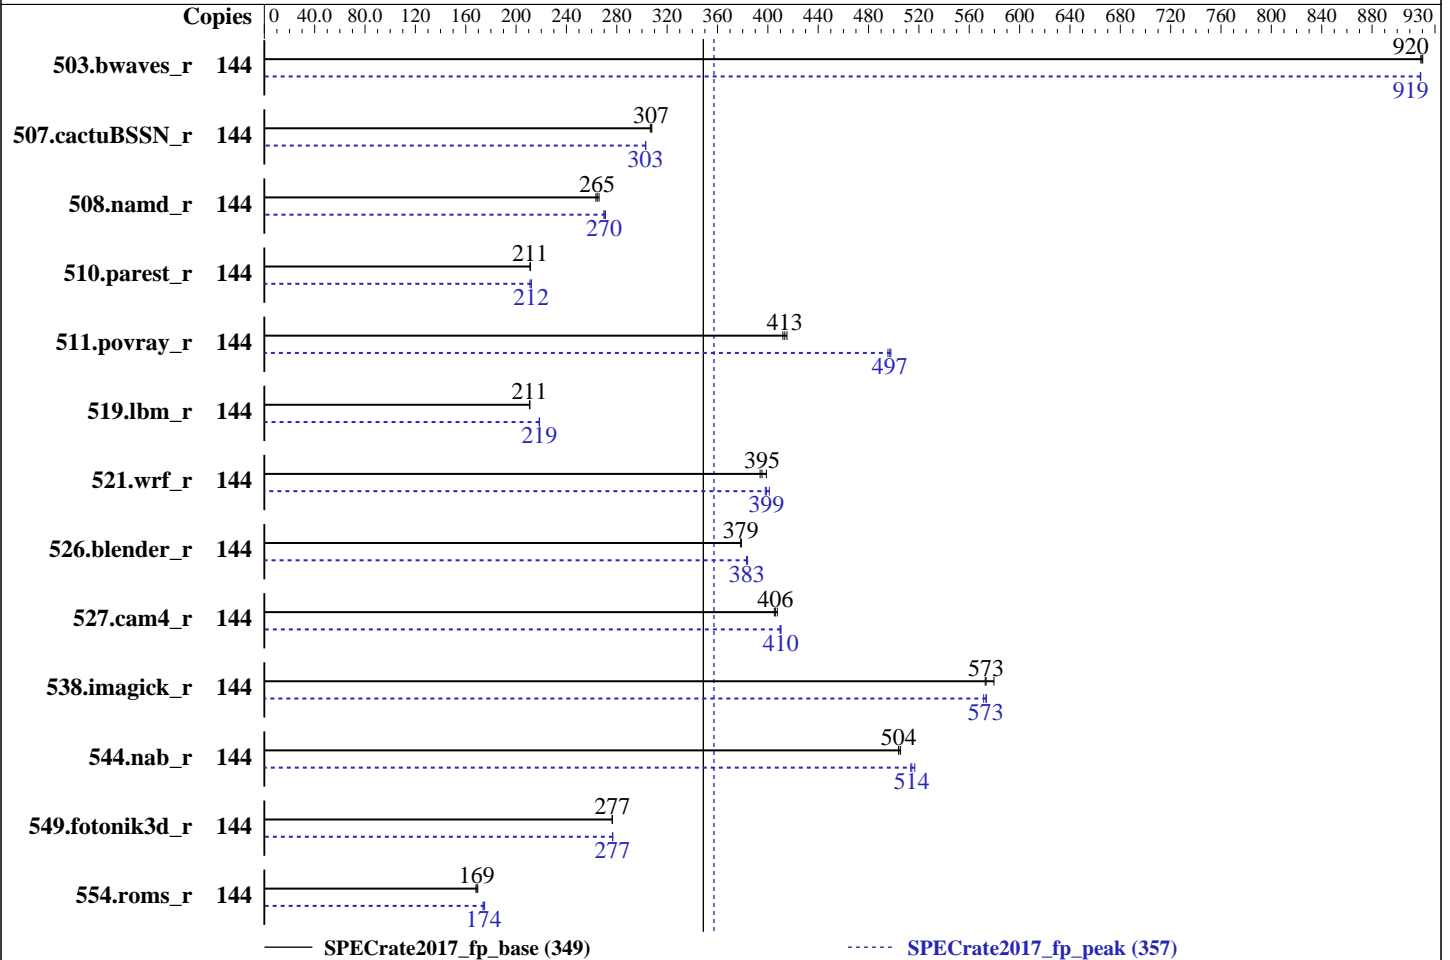 Copies 0 40.0 80.0 120 160 200 240 280 320 360 400 440 480 520 560 600 640 680 720 760 800 840 880 930
503.bwaves_r 144 920
919
507.cactuBSSN_r 144 307
303
508.namd_r 144 265
270
510.parest_r 144 211
212
511.povray_r 144 413
497
519.lbm_r 144 211
219
521.wrf_r 144 395
399
526.blender_r 144 379
383
527.cam4_r 144 406
410
538.imagick_r 144 573
573
544.nab_r 144 504
514
549.fotonik3d_r 144 277
277
554.roms_r 144 169
174
SPECrate2017_fp_base (349) SPECrate2017_fp_peak (357)